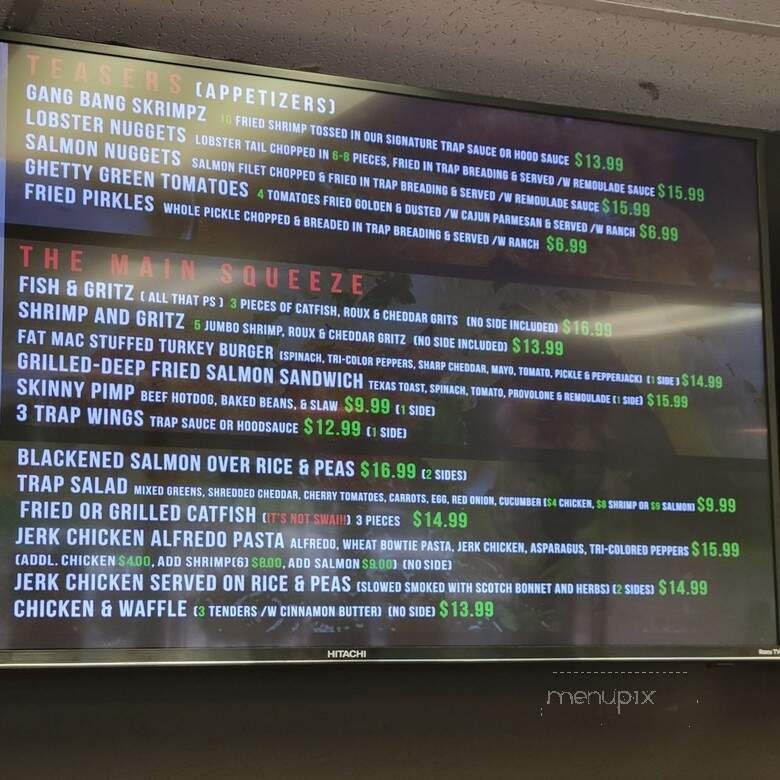 TEASERS (APPETIZERS)
GANG BANG SKRIMPZ 10 FRIED SHRIMP TOSSED IN OUR SIGNATURE TRAP SAUCE OR HOOD SAUCE $13.99
LOBSTER NUGGETS LOBSTER TAIL CHOPPED IN 6-8 PIECES, FRIED IN TRAP BREADING & SERVED /W REMOULADE SAUCE $15.99
SALMON NUGGETS SALMON FILET CHOPPED & FRIED IN TRAP BREADING & SERVED /W REMOULADE SAUCE $15.99
GHETTY GREEN TOMATOES 4 TOMATOES FRIED GOLDEN & DUSTED /W CAJUN PARMESAN & SERVED /W RANCH $6.99
FRIED PIRKLES WHOLE PICKLE CHOPPED & BREADED IN TRAP BREADING & SERVED /W RANCH $6.99
THE MAIN SQUEEZE
FISH & GRITZ (ALL THAT PS) 3 PIECES OF CATFISH, ROUX & CHEDDAR GRITS (NO SIDE INCLUDED) $16.99
SHRIMP AND GRITZ 5 JUMBO SHRIMP, ROUX & CHEDDAR GRITZ (NO SIDE INCLUDED) $13.99
FAT MAC STUFFED TURKEY BURGER (SPINACH, TRI-COLOR PEPPERS, SHARP CHEDDAR, MAYO, TOMATO, PICKLE & PEPPERJACK) (1 SIDE) $14.99
GRILLED-DEEP FRIED SALMON SANDWICH TEXAS TOAST, SPINACH, TOMATO, PROVOLONE & REMOULADE (1 SIDE) $15.99
SKINNY PIMP BEEF HOTDOG, BAKED BEANS, & SLAW $9.99 (1 SIDE)
3 TRAP WINGS TRAP SAUCE OR HOODSAUCE $12.99 (1 SIDE)
BLACKENED SALMON OVER RICE & PEAS $16.99 (2 SIDES)
TRAP SALAD MIXED GREENS, SHREDDED CHEDDAR, CHERRY TOMATOES, CARROTS, EGG, RED ONION, CUCUMBER ($4 CHICKEN, $8 SHRIMP OR $9 SALMON) $9.99
FRIED OR GRILLED CATFISH (IT'S NOT SWAI!!) 3 PIECES $14.99
JERK CHICKEN ALFREDO PASTA ALFREDO, WHEAT BOWTIE PASTA, JERK CHICKEN, ASPARAGUS, TRI-COLORED PEPPERS $15.99
(ADDL. CHICKEN $4.00, ADD SHRIMP(6) $8.00, ADD SALMON $9.00) (NO SIDE)
JERK CHICKEN SERVED ON RICE & PEAS (SLOWED SMOKED WITH SCOTCH BONNET AND HERBS) (2 SIDES) $14.99
CHICKEN & WAFFLE (3 TENDERS /W CINNAMON BUTTER) (NO SIDE) $13.99
HITACHI
Roku TV
menupix